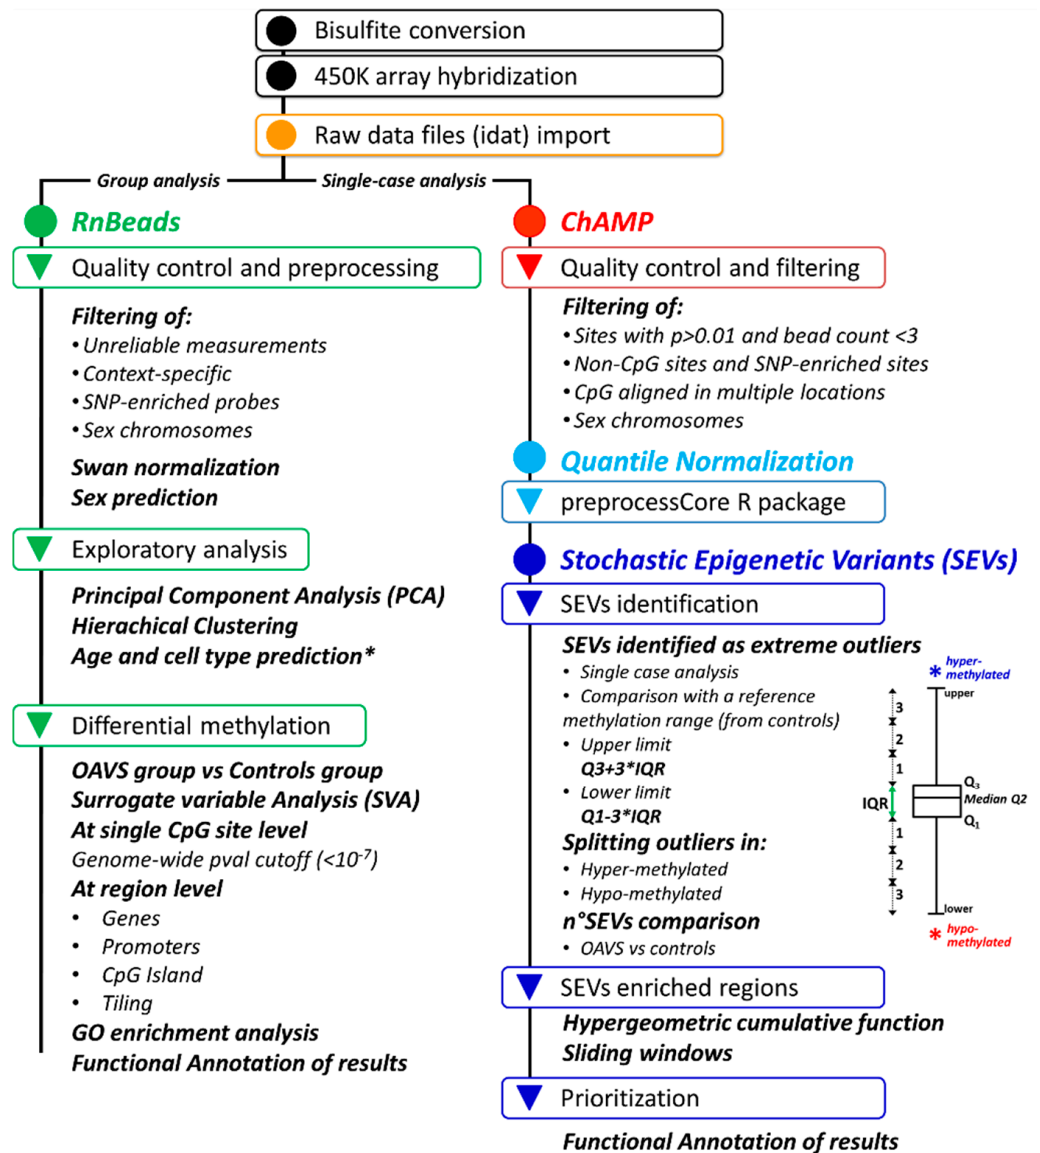 Bisulfite conversion
450K array hybridization
Raw data files (idat) import
Group analysis
Single-case analysis
RnBeads
Quality control and preprocessing
Filtering of:
• Unreliable measurements
• Context-specific
• SNP-enriched probes
• Sex chromosomes
Swan normalization
Sex prediction
Exploratory analysis
Principal Component Analysis (PCA)
Hierachical Clustering
Age and cell type prediction*
Differential methylation
OAVS group vs Controls group
Surrogate variable Analysis (SVA)
At single CpG site level
Genome-wide pval cutoff (<10-7)
At region level
• Genes
• Promoters
• CpG Island
• Tiling
GO enrichment analysis
Functional Annotation of results
ChAMP
Quality control and filtering
Filtering of:
• Sites with p>0.01 and bead count <3
• Non-CpG sites and SNP-enriched sites
• CpG aligned in multiple locations
• Sex chromosomes
Quantile Normalization
preprocessCore R package
Stochastic Epigenetic Variants (SEVs)
SEVs identification
SEVs identified as extreme outliers
• Single case analysis
• Comparison with a reference
methylation range (from controls)
• Upper limit
Q3+3*IQR
• Lower limit
Q1-3*IQR
Splitting outliers in:
• Hyper-methylated
• Hypo-methylated
n°SEVs comparison
• OAVS vs controls
* hyper-
methylated
upper
3
2
1
Q3
Median Q2
IQR
Q1
1
2
3
lower
* hypo-
methylated
SEVs enriched regions
Hypergeometric cumulative function
Sliding windows
Prioritization
Functional Annotation of results